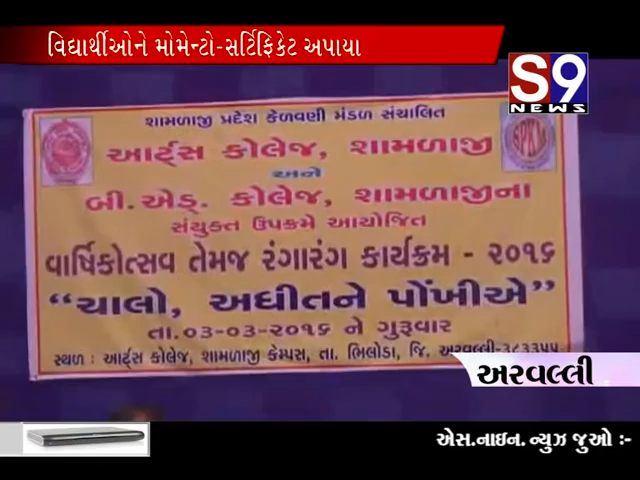 વિદ્યાર્થીઓને મોમેન્ટો-સર્ટિફિકેટ અપાયા
S9
NEWS
શામળાજી પ્રદેશ કેળવણી મંડળ સંચાલિત
આર્ટ્સ કોલેજ, શામળાજી
અને
બી.એડ્. કોલેજ, શામળાજીના
સંયુક્ત ઉપક્રમે આયોજિત
વાર્ષિકોત્સવ તેમજ રંગારંગ કાર્યક્રમ - ૨૦૧૬
“ચાલો, અધીતને પોંખીએ”
તા.૦૩-૦૩-૨૦૧૬ ને ગુરૂવાર
સ્થળ : આર્ટ્સ કોલેજ, શામળાજી કેમ્પસ, તા. ભિલોડા, જિ. અરવલ્લી-૩૮૩૩૫૫
અરવલ્લી
એસ.નાઇન. ન્યુઝ જુઓ :-